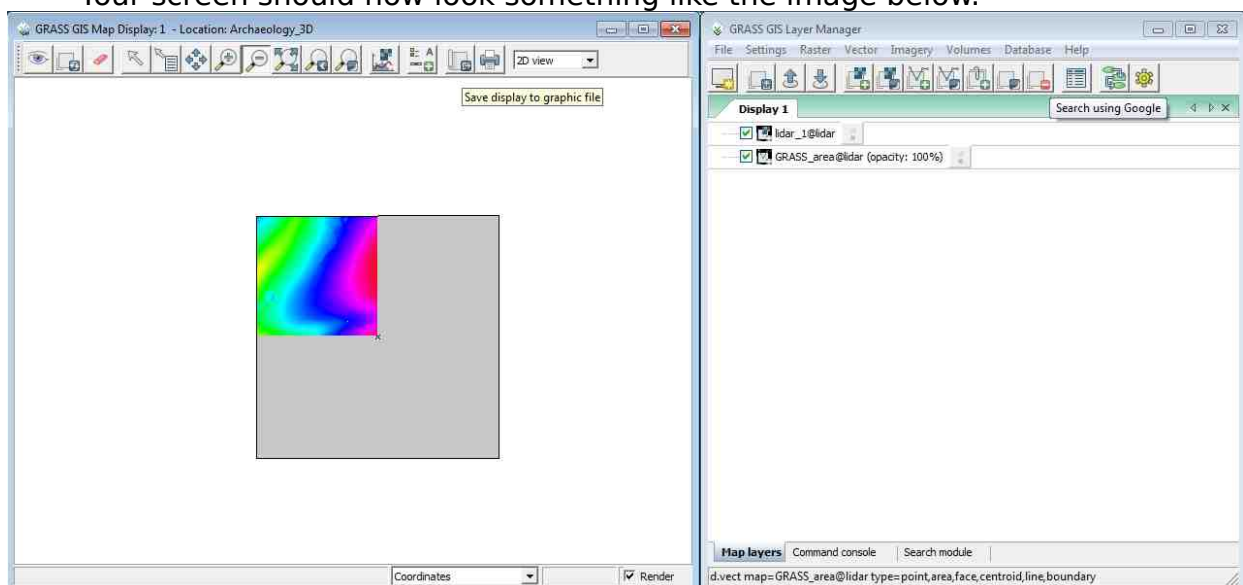 Your screen should now look something like the image below.
GRASS GIS Map Display: 1 - Location: Archaeology_3D
2D view
Save display to graphic file
Coordinates
Render
GRASS GIS Layer Manager
File Settings Raster Vector Imagery Volumes Database Help
Display 1
Search using Google
lidar_1@lidar
GRASS_area@lidar (opacity: 100%)
Map layers Command console Search module
d.vect map=GRASS_area@lidar type=point,area,face,centroid,line,boundary